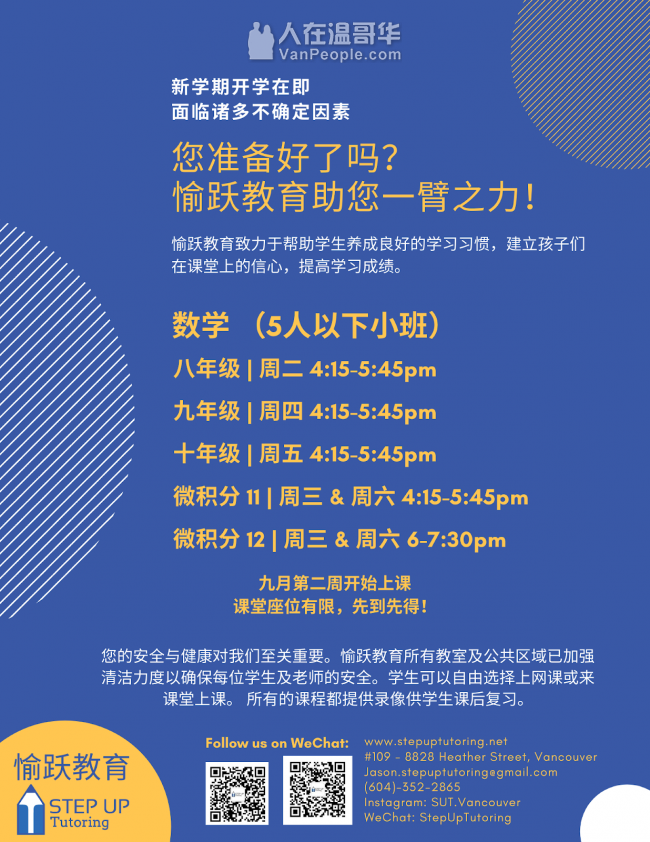 人在温哥华
VanPeople.com
新学期开学在即
面临诸多不确定因素
您准备好了吗？
愉跃教育助您一臂之力！
愉跃教育致力于帮助学生养成良好的学习习惯，建立孩子们
在课堂上的信心，提高学习成绩。
数学 （5人以下小班）
八年级 | 周二 4:15-5:45pm
九年级 | 周四 4:15-5:45pm
十年级 | 周五 4:15-5:45pm
微积分 11 | 周三 & 周六 4:15-5:45pm
微积分 12 | 周三 & 周六 6-7:30pm
九月第二周开始上课
课堂座位有限，先到先得！
您的安全与健康对我们至关重要。愉跃教育所有教室及公共区域已加强
清洁力度以确保每位学生及老师的安全。学生可以自由选择上网课或来
课堂上课。 所有的课程都提供录像供学生课后复习。
愉跃教育
STEP UP
Tutoring
Follow us on WeChat:
www.stepuptutoring.net
#109 - 8828 Heather Street, Vancouver
Jason.stepuptutoring@gmail.com
(604)-352-2865
Instagram: SUT.Vancouver
WeChat: StepUpTutoring